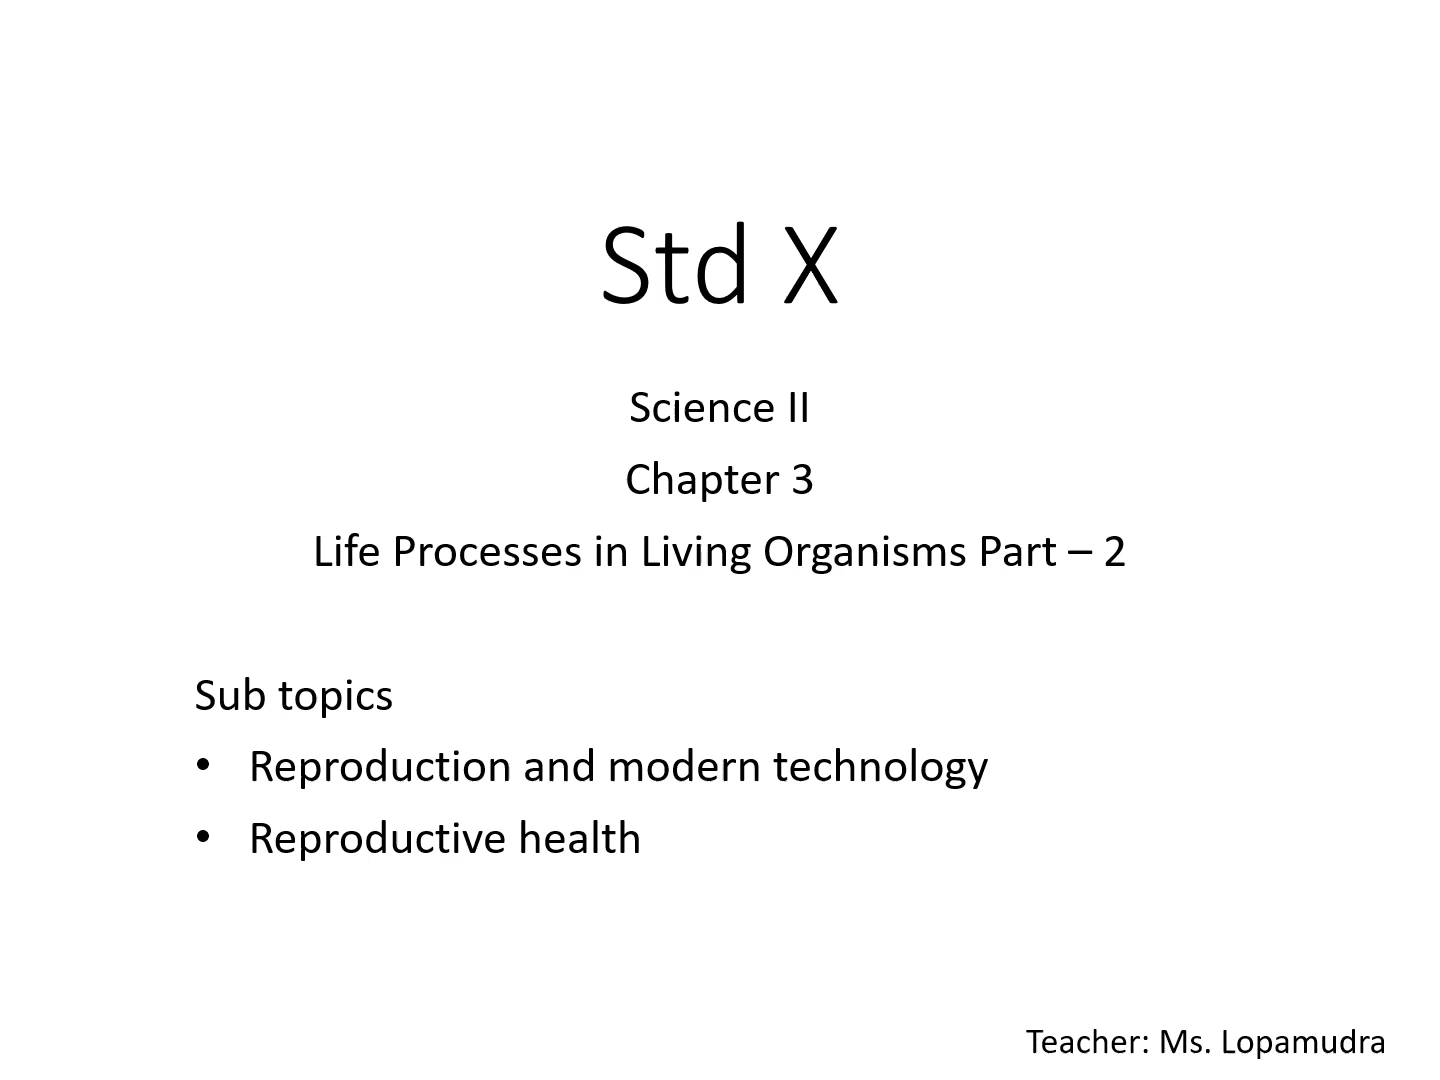 Std X
Science II
Chapter 3
Life Processes in Living Organisms Part – 2
Sub topics
• Reproduction and modern technology
• Reproductive health
Teacher: Ms. Lopamudra